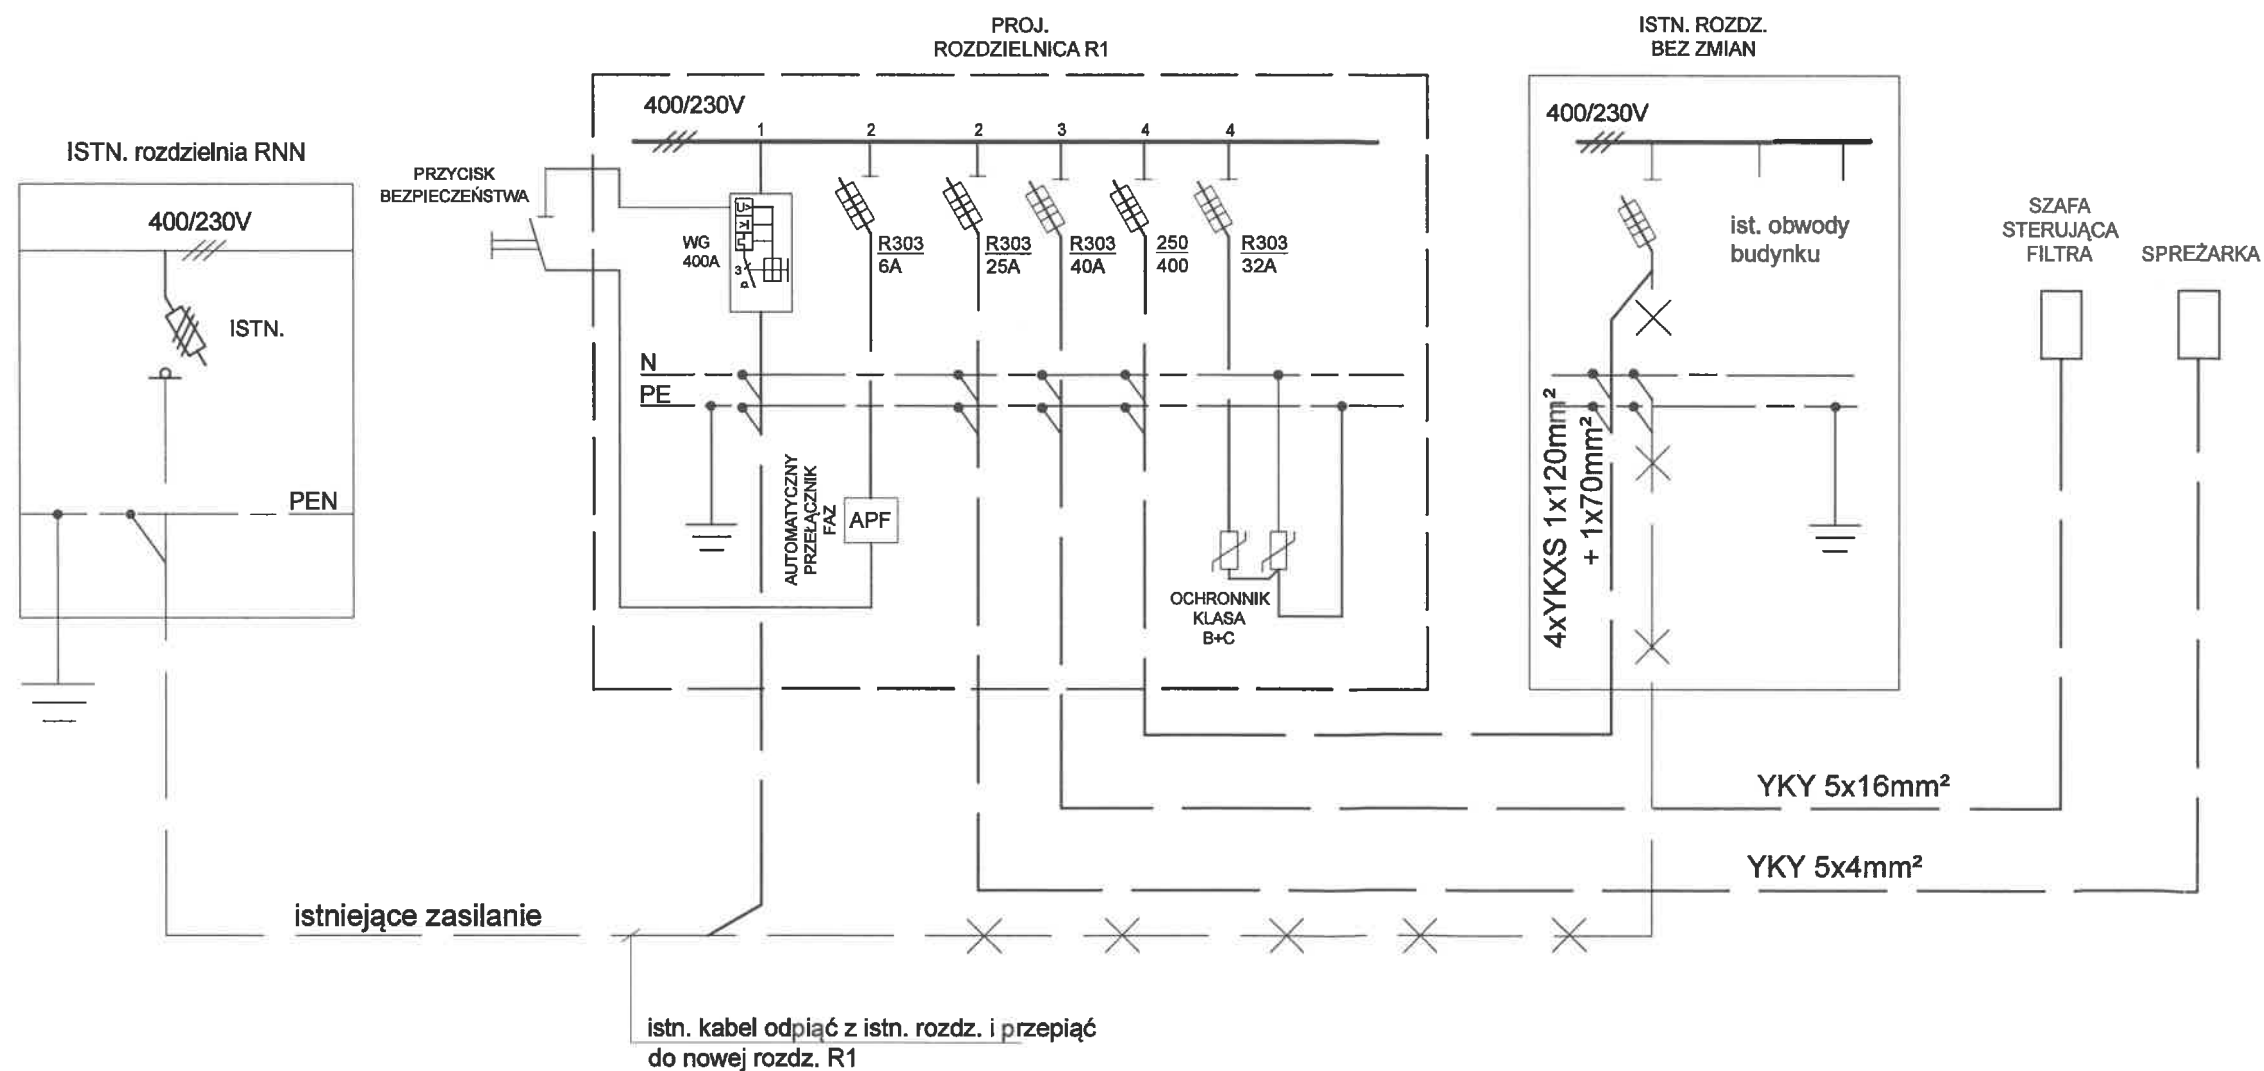 PROJ.
ROZDZIELNICA R1
ISTN. ROZDZ.
BEZ ZMIAN
ISTN. rozdzielnia RNN
400/230V
ISTN.
PEN
PRZYCISK
BEZPIECZEŃSTWA
400/230V
1
2
2
3
4
4
U>
3
WG
400A
R303
6A
R303
25A
R303
40A
250
400
R303
32A
N
PE
AUTOMATYCZNY
PRZEŁĄCZNIK
FAZ
APF
OCHRONNIK
KLASA
B+C
400/230V
ist. obwody
budynku
4xYKXS 1x120mm²
+ 1x70mm²
SZAFA
STERUJĄCA
FILTRA
SPREŻARKA
YKY 5x16mm²
YKY 5x4mm²
istniejące zasilanie
istn. kabel odpiąć z istn. rozdz. i przepiąć
do nowej rozdz. R1